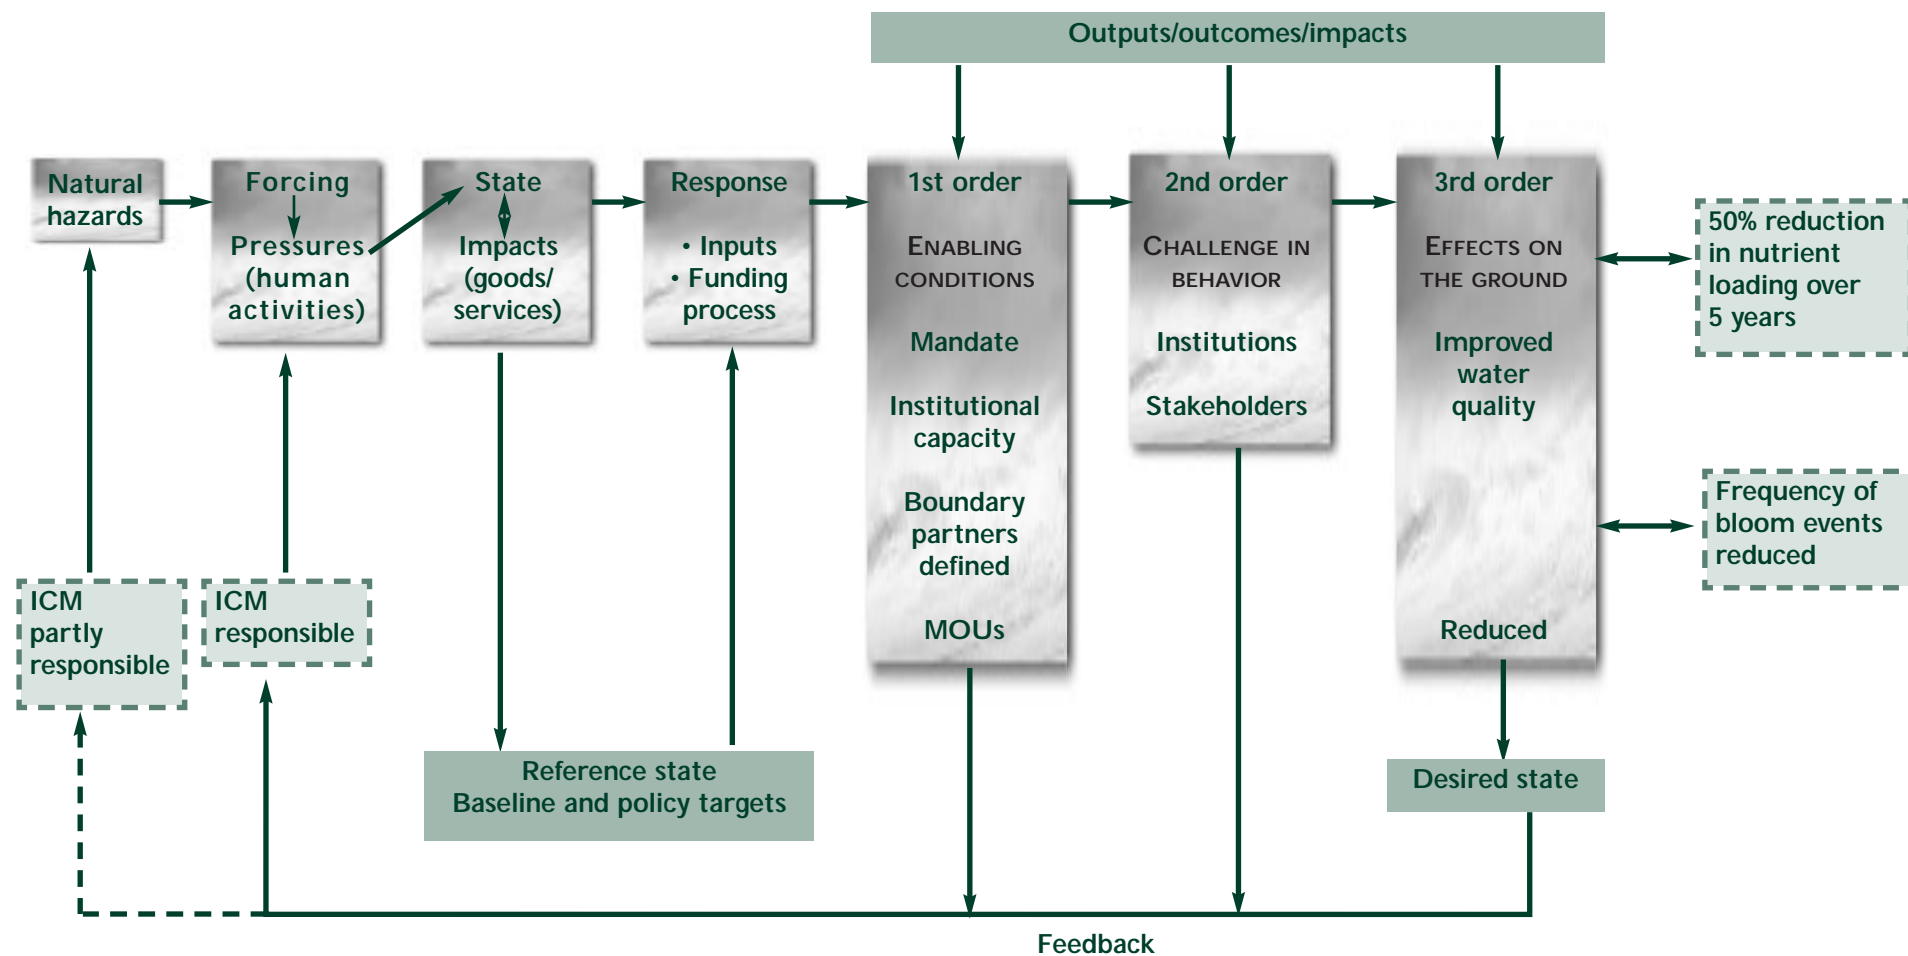 Outputs/outcomes/impacts
Natural
hazards
Forcing
Pressures
(human
activities)
State
Impacts
(goods/
services)
Response
• Inputs
• Funding
process
1st order
ENABLING
CONDITIONS
Mandate
Institutional
capacity
Boundary
partners
defined
MOUs
2nd order
CHALLENGE IN
BEHAVIOR
Institutions
Stakeholders
3rd order
EFFECTS ON
THE GROUND
Improved
water
quality
Reduced
50% reduction
in nutrient
loading over
5 years
Frequency of
bloom events
reduced
ICM
partly
responsible
ICM
responsible
Reference state
Baseline and policy targets
Desired state
Feedback